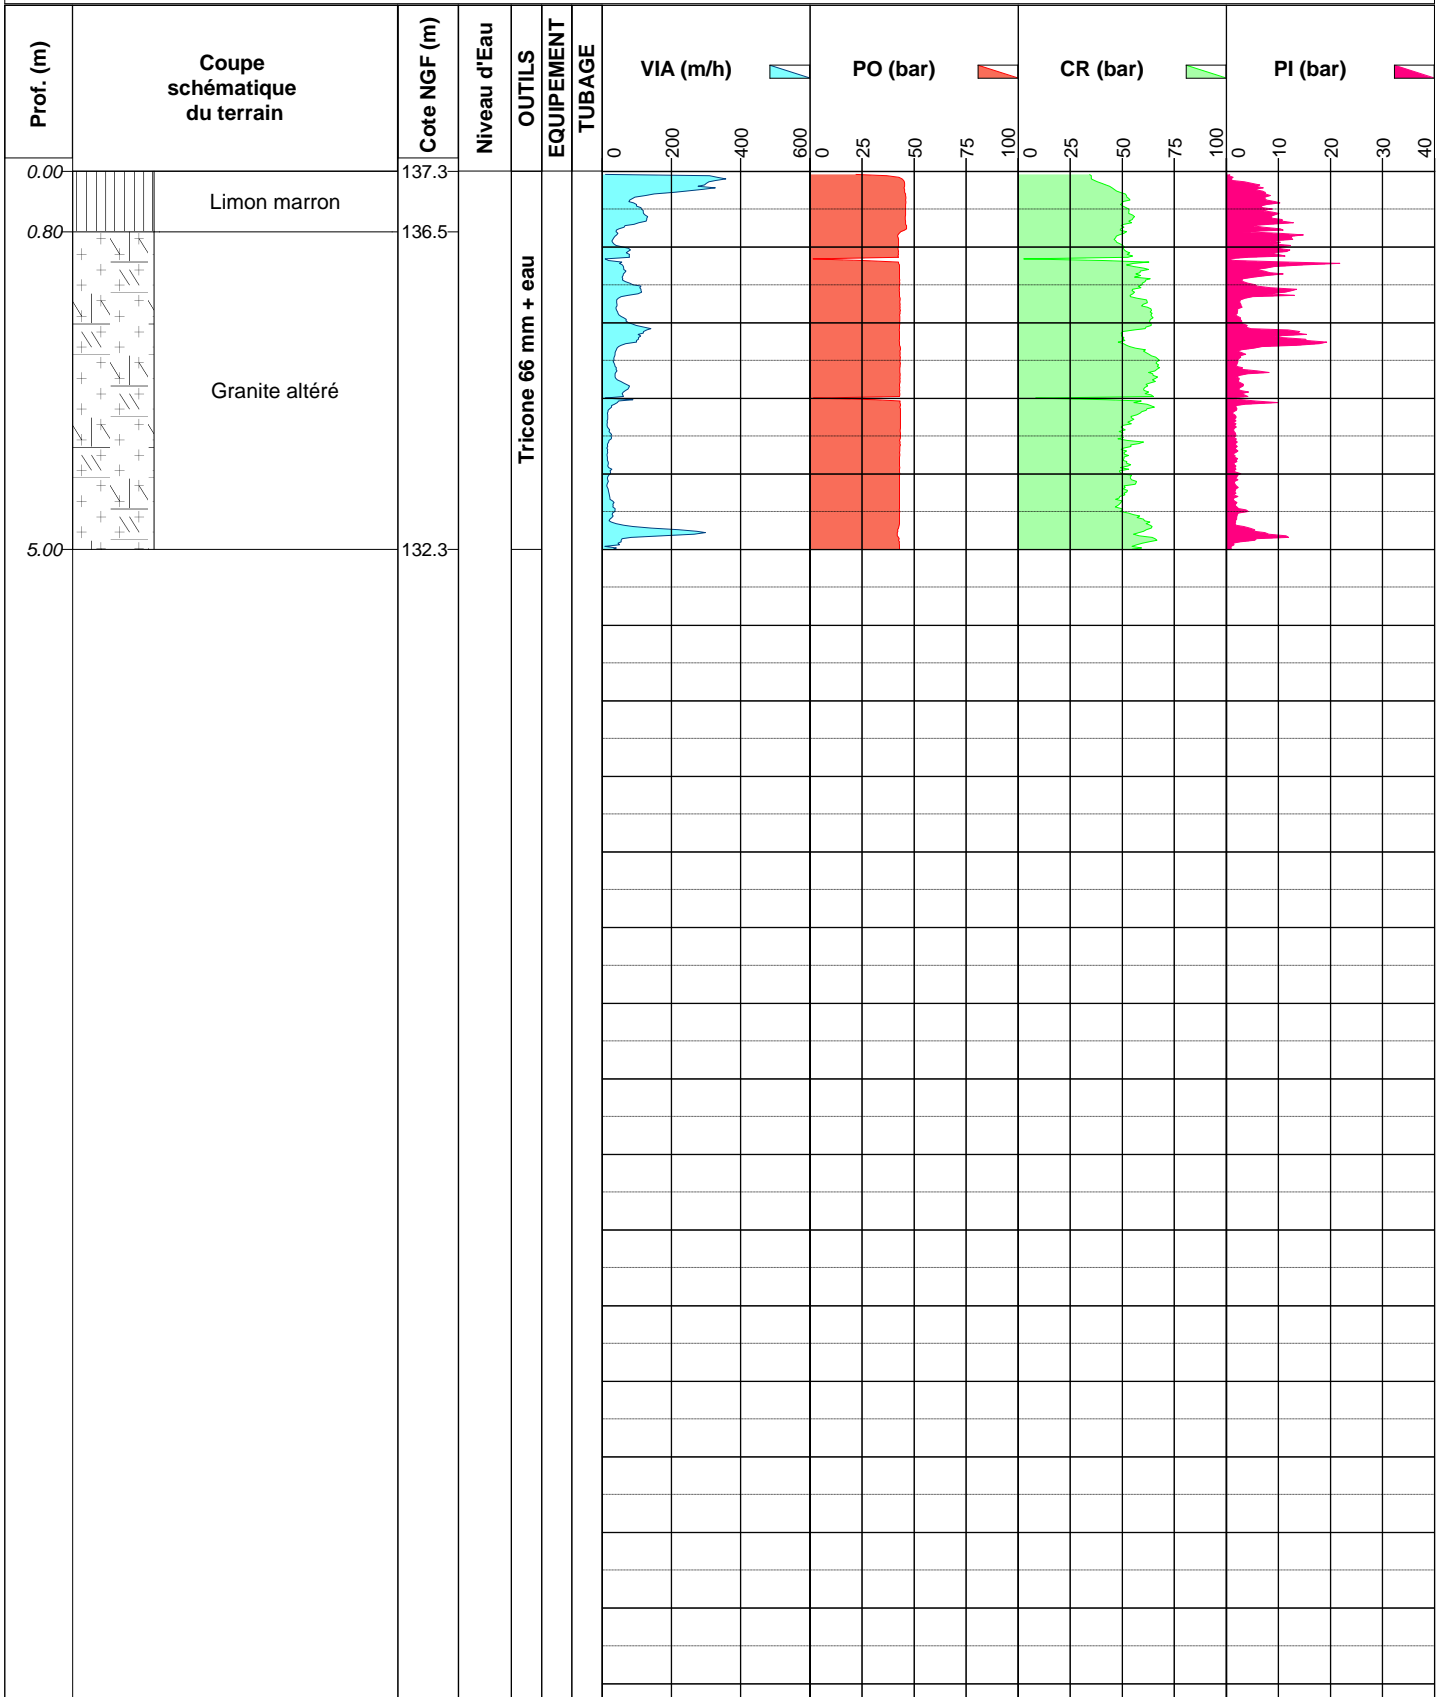 Prof. (m)
Coupe
schématique
du terrain
Cote NGF (m)
Niveau d'Eau
OUTILS
EQUIPEMENT
TUBAGE
VIA (m/h)
PO (bar)
CR (bar)
PI (bar)
0 200 400 600
0 25 50 75 100
0 25 50 75 100
0 10 20 30 40
0.00
137.3
Limon marron
0.80
136.5
Granite altéré
Tricone 66 mm + eau
5.00
132.3